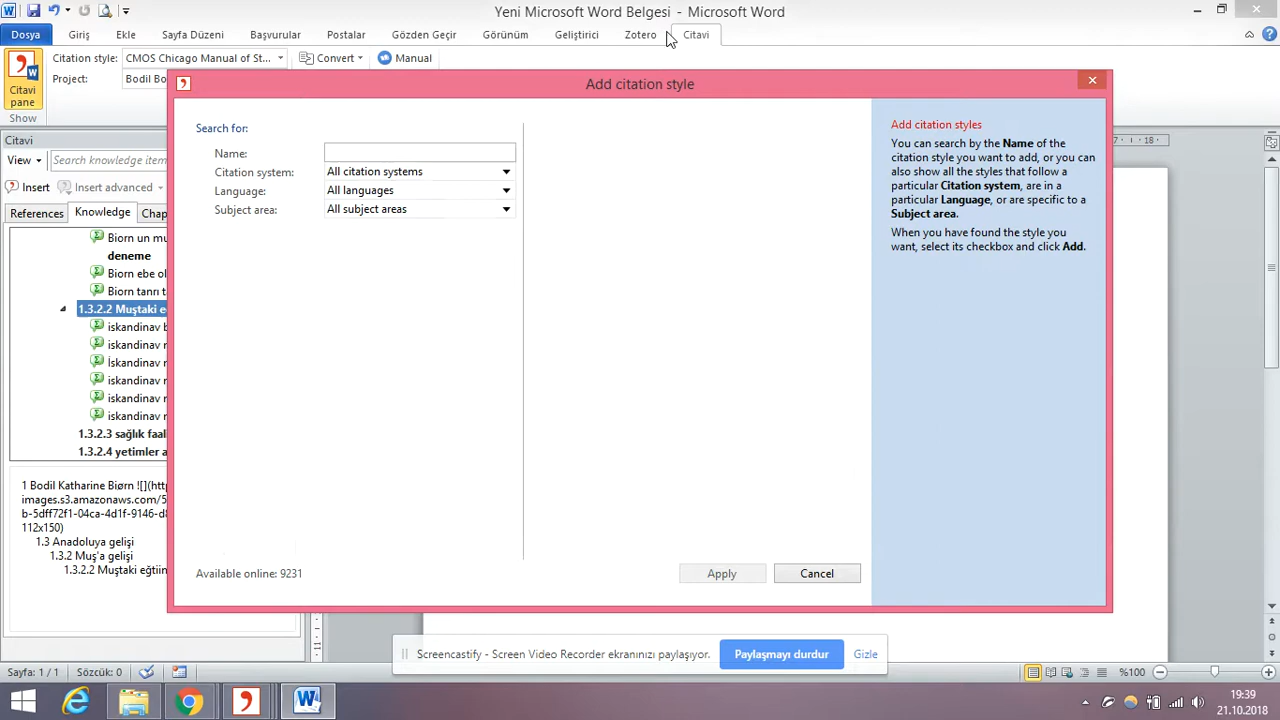 Yeni Microsoft Word Belgesi - Microsoft Word
Dosya Giriş Ekle Sayfa Düzeni Başvurular Postalar Gözden Geçir Görünüm Geliştirici Zotero Citavi
Citation style: CMOS Chicago Manual of St... Convert Manual
Project: Bodil Bo
Citavi
pane
Show
Add citation style
Citavi
View Search knowledge item
Insert Insert advanced
References Knowledge Chap
Biorn un mu
deneme
Biorn ebe ol
Biorn tanrı t
1.3.2.2 Muştaki e
iskandinav b
iskandinav r
İskandinav r
iskandinav r
iskandinav r
iskandinav r
1.3.2.3 sağlık faal
1.3.2.4 yetimler a
1 Bodil Katharine Biørn ![](http
images.s3.amazonaws.com/5
b-5dff72f1-04ca-4d1f-9146-d8
112x150)
1.3 Anadoluya gelişi
1.3.2 Muş'a gelişi
1.3.2.2 Muştaki eğtiin
Search for:
Name:
Citation system: All citation systems
Language: All languages
Subject area: All subject areas
Available online: 9231
Apply Cancel
Add citation styles
You can search by the Name of the
citation style you want to add, or you can
also show all the styles that follow a
particular Citation system, are in a
particular Language, or are specific to a
Subject area.
When you have found the style you
want, select its checkbox and click Add.
18
11
Screencastify - Screen Video Recorder ekranınızı paylaşıyor. Paylaşmayı durdur Gizle
Sayfa: 1 / 1 Sözcük: 0 %100
19:39
21.10.2018